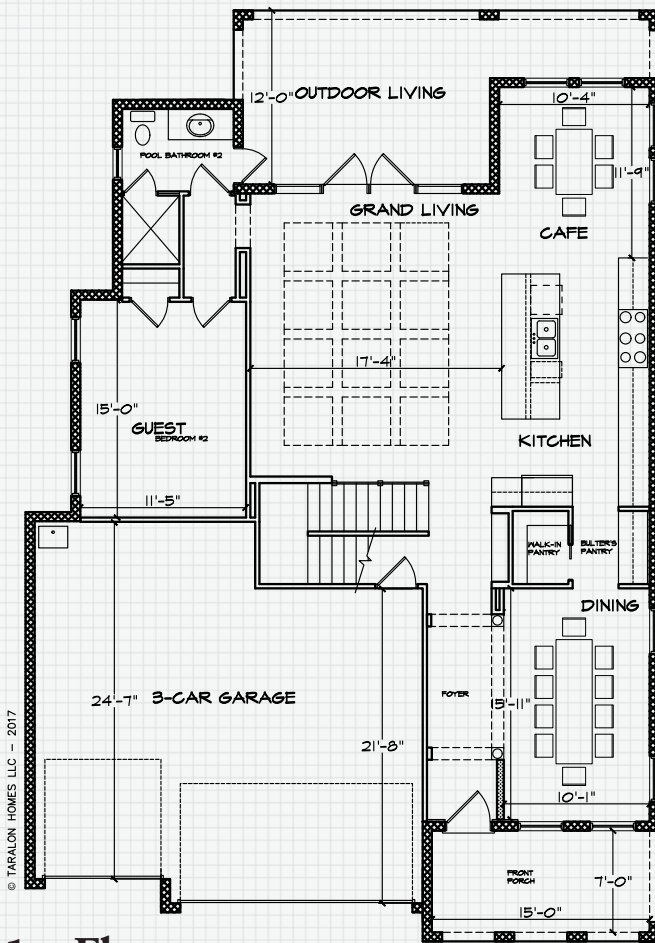 12'-0"
OUTDOOR LIVING
10'-4"
POOL BATHROOM #2
11'-9"
GRAND LIVING
CAFE
17'-4"
15'-0"
GUEST
BEDROOM #2
KITCHEN
11'-5"
WALK-IN
PANTRY
BULTER'S
PANTRY
DINING
24'-7"
3-CAR GARAGE
FOYER
15'-11"
21'-8"
10'-1"
FRONT
PORCH
7'-0"
15'-0"
© TARALON HOMES LLC – 2017